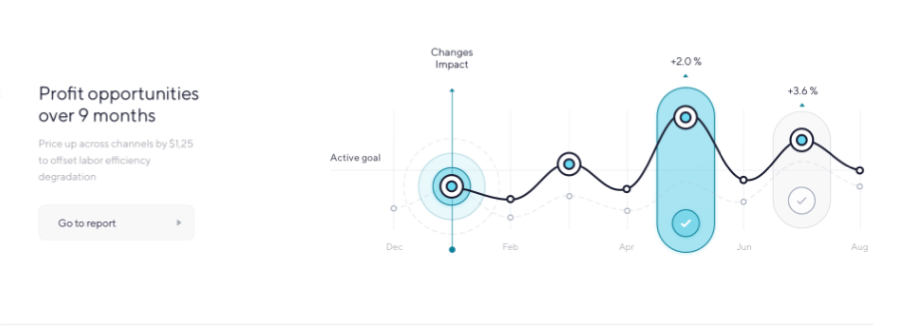 Changes
Impact
+2.0 %
Profit opportunities
over 9 months
+3.6 %
Price up across channels by $1,25
to offset labor efficiency
degradation
Active goal
Go to report
Dec
Feb
Apr
Jun
Aug